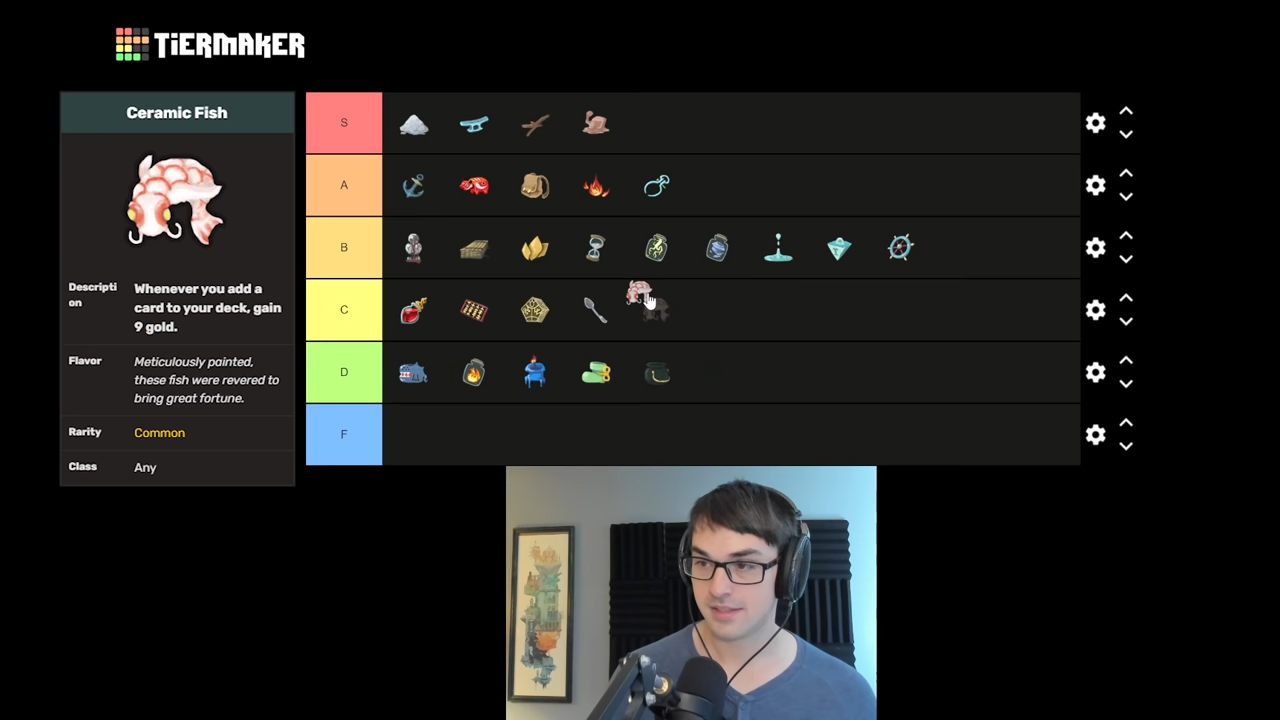 TiERMAKER
Ceramic Fish
Descripti
on
Whenever you add a
card to your deck, gain
9 gold.
Flavor
Meticulously painted,
these fish were revered to
bring great fortune.
Rarity
Common
Class
Any
S
A
B
C
D
F